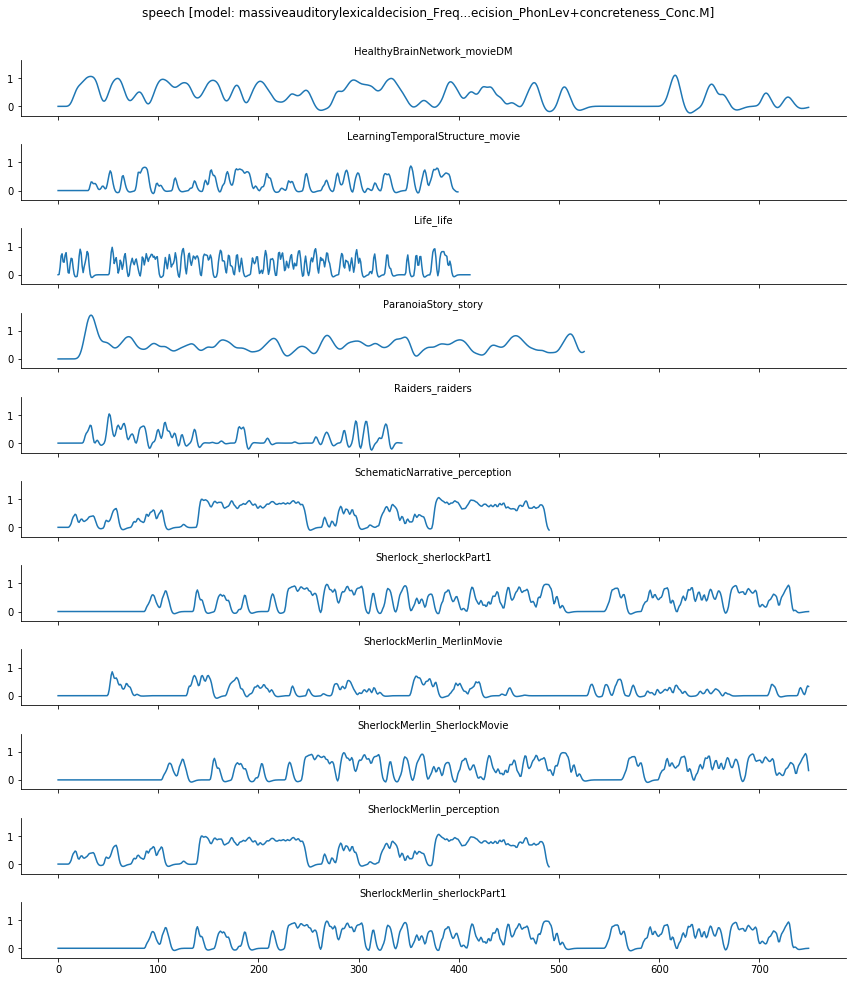 speech [model: massiveauditorylexicaldecision_Freq...ecision_PhonLev+concreteness_Conc.M]
HealthyBrainNetwork_movieDM
1
0
LearningTemporalStructure_movie
1
0
Life_life
1
0
ParanoiaStory_story
1
0
Raiders_raiders
1
0
SchematicNarrative_perception
1
0
Sherlock_sherlockPart1
1
0
SherlockMerlin_MerlinMovie
1
0
SherlockMerlin_SherlockMovie
1
0
SherlockMerlin_perception
1
0
SherlockMerlin_sherlockPart1
1
0
0 100 200 300 400 500 600 700